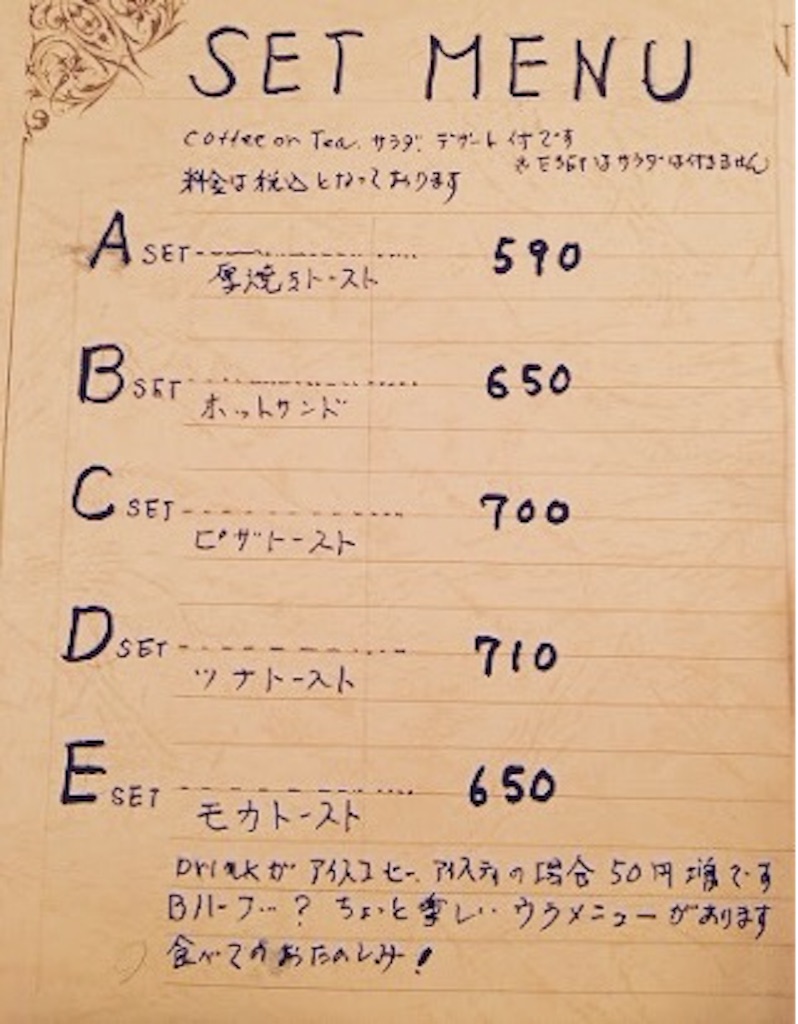 SET MENU
Coffee or Tea. サラダ. デザート付です
※ESETはサラダは付きません
料金は税込となっております
A SET 590
厚焼きトースト
B SET 650
ホットサンド
C SET 700
ピザトースト
D SET 710
ツナトースト
E SET 650
モカトースト
Drinkがアイスコーヒー、アイスティの場合50円増です
Bハーフ…? ちょっと楽しいウラメニューがあります
食べてのおたのしみ!